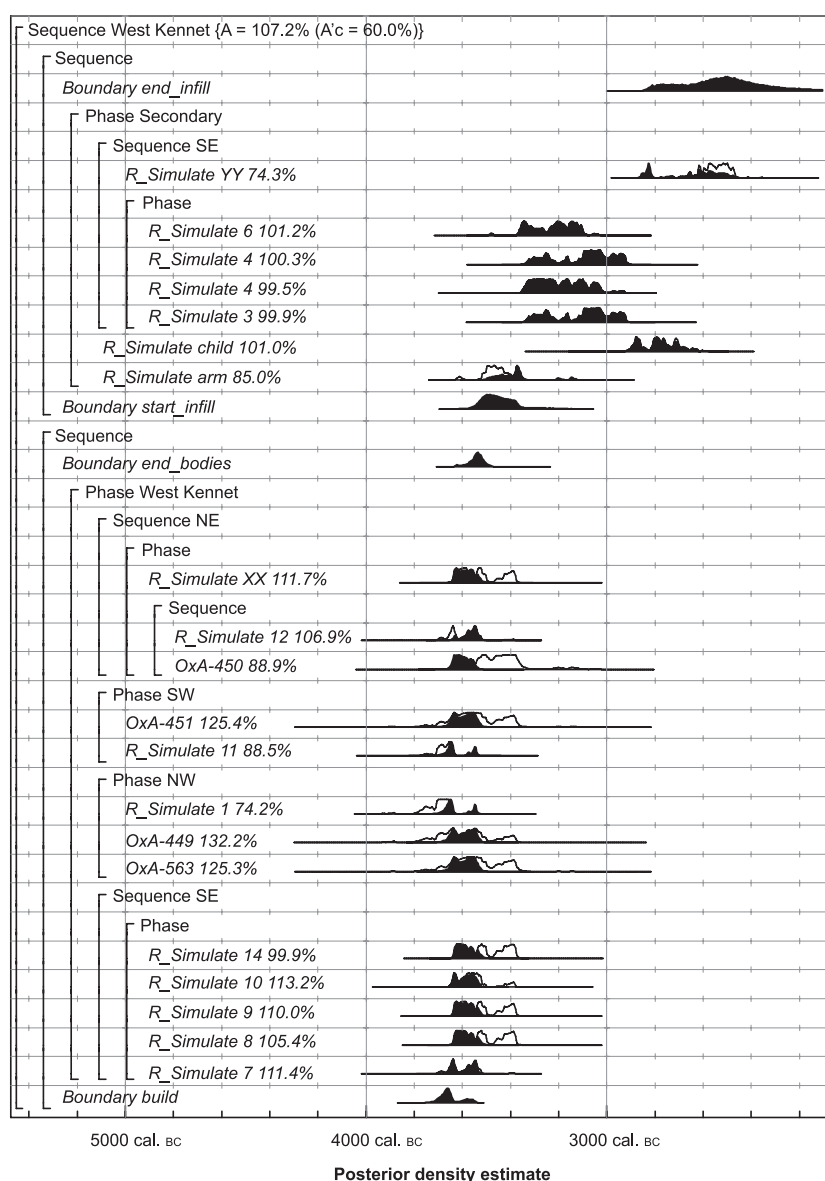 Sequence West Kennet {A = 107.2% (A'c = 60.0%)}
Sequence
Boundary end_infill
Phase Secondary
Sequence SE
R_Simulate YY 74.3%
Phase
R_Simulate 6 101.2%
R_Simulate 4 100.3%
R_Simulate 4 99.5%
R_Simulate 3 99.9%
R_Simulate child 101.0%
R_Simulate arm 85.0%
Boundary start_infill
Sequence
Boundary end_bodies
Phase West Kennet
Sequence NE
Phase
R_Simulate XX 111.7%
Sequence
R_Simulate 12 106.9%
OxA-450 88.9%
Phase SW
OxA-451 125.4%
R_Simulate 11 88.5%
Phase NW
R_Simulate 1 74.2%
OxA-449 132.2%
OxA-563 125.3%
Sequence SE
Phase
R_Simulate 14 99.9%
R_Simulate 10 113.2%
R_Simulate 9 110.0%
R_Simulate 8 105.4%
R_Simulate 7 111.4%
Boundary build
5000 cal. BC 4000 cal. BC 3000 cal. BC
Posterior density estimate